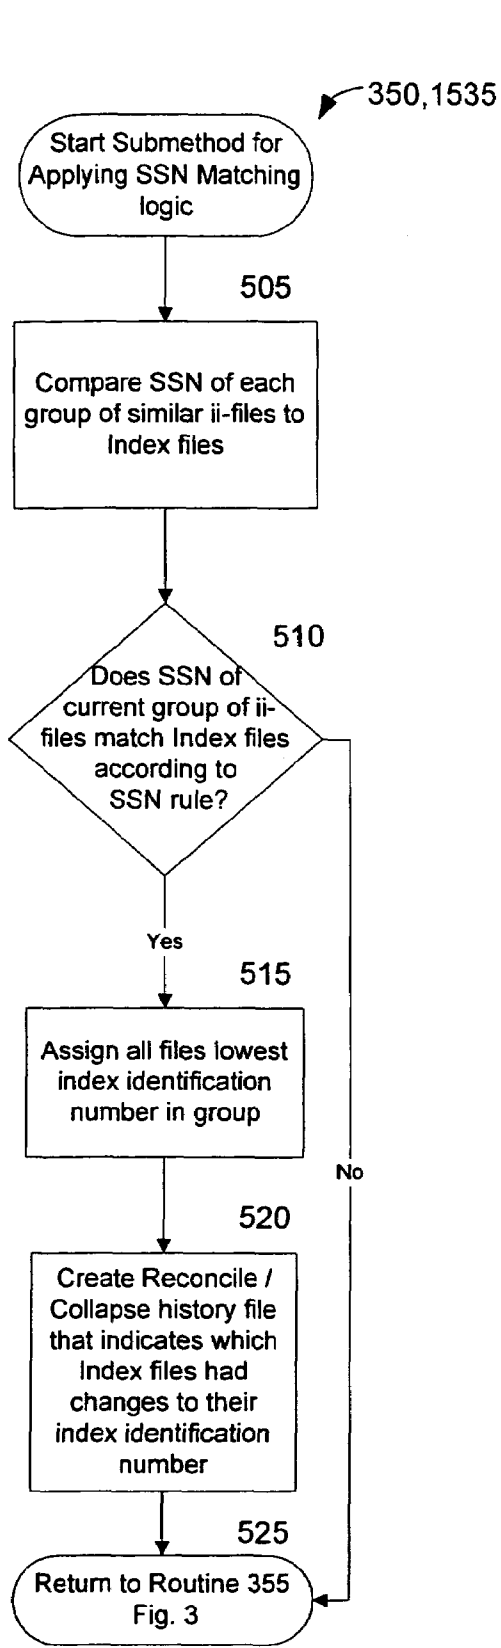 350,1535
Start Submethod for
Applying SSN Matching
logic
505
Compare SSN of each
group of similar ii-files to
Index files
510
Does SSN of
current group of ii-
files match Index files
according to
SSN rule?
Yes
515
Assign all files lowest
index identification
number in group
No
520
Create Reconcile /
Collapse history file
that indicates which
Index files had
changes to their
index identification
number
525
Return to Routine 355
Fig. 3